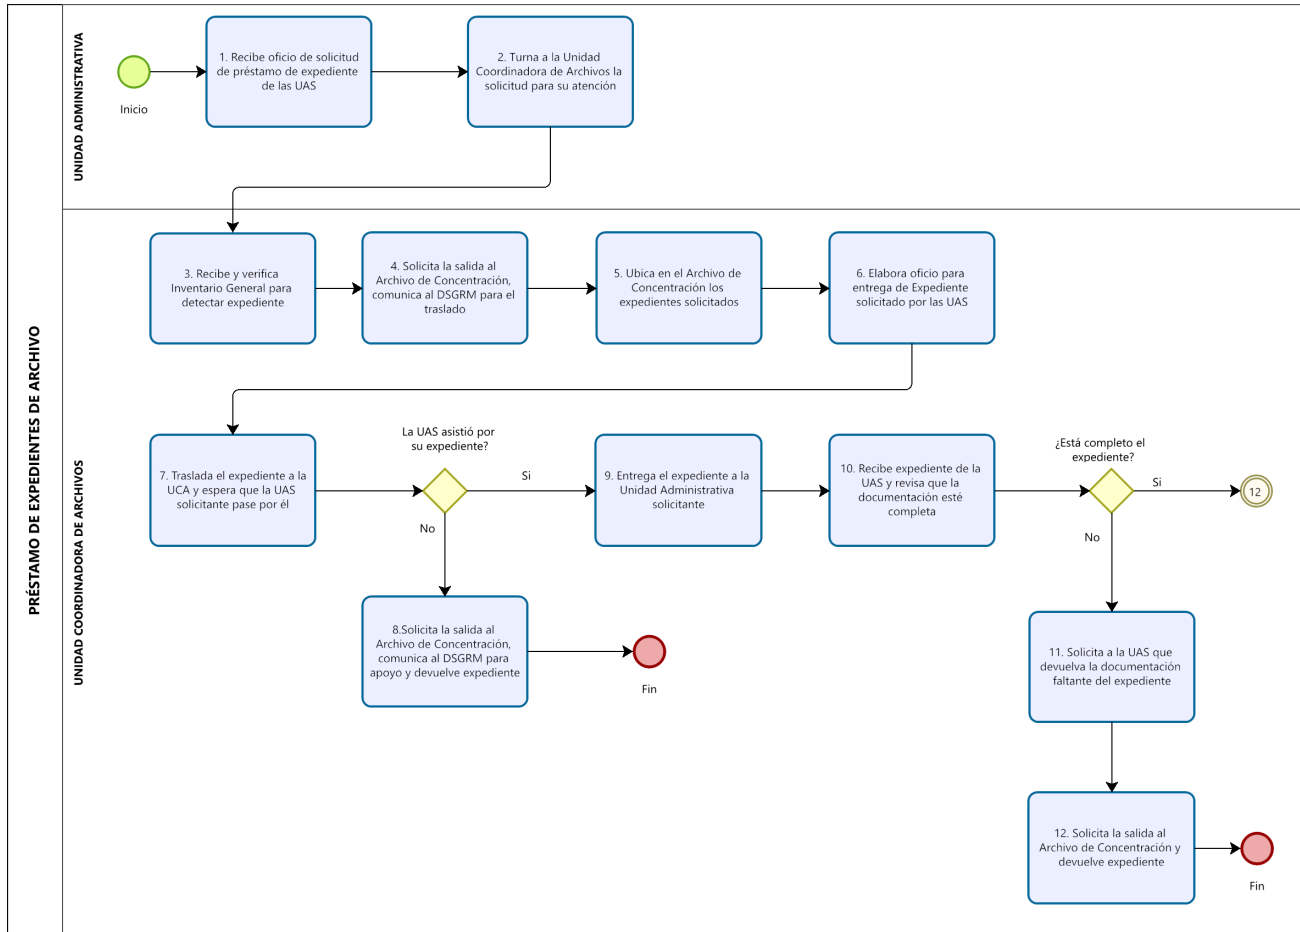 PRÉSTAMO DE EXPEDIENTES DE ARCHIVO
UNIDAD ADMINISTRATIVA
Inicio
1. Recibe oficio de solicitud
de préstamo de expediente
de las UAS
2. Turna a la Unidad
Coordinadora de Archivos la
solicitud para su atención
UNIDAD COORDINADORA DE ARCHIVOS
3. Recibe y verifica
Inventario General para
detectar expediente
4. Solicita la salida al
Archivo de Concentración,
comunica al DSGRM para el
traslado
5. Ubica en el Archivo de
Concentración los
expedientes solicitados
6. Elabora oficio para
entrega de Expediente
solicitado por las UAS
7. Traslada el expediente a la
UCA y espera que la UAS
solicitante pase por él
La UAS asistió por
su expediente?
Si
No
8.Solicita la salida al
Archivo de Concentración,
comunica al DSGRM para
apoyo y devuelve expediente
Fin
9. Entrega el expediente a la
Unidad Administrativa
solicitante
10. Recibe expediente de la
UAS y revisa que la
documentación esté
completa
¿Está completo el
expediente?
Si
12
No
11. Solicita a la UAS que
devuelva la documentación
faltante del expediente
12. Solicita la salida al
Archivo de Concentración y
devuelve expediente
Fin